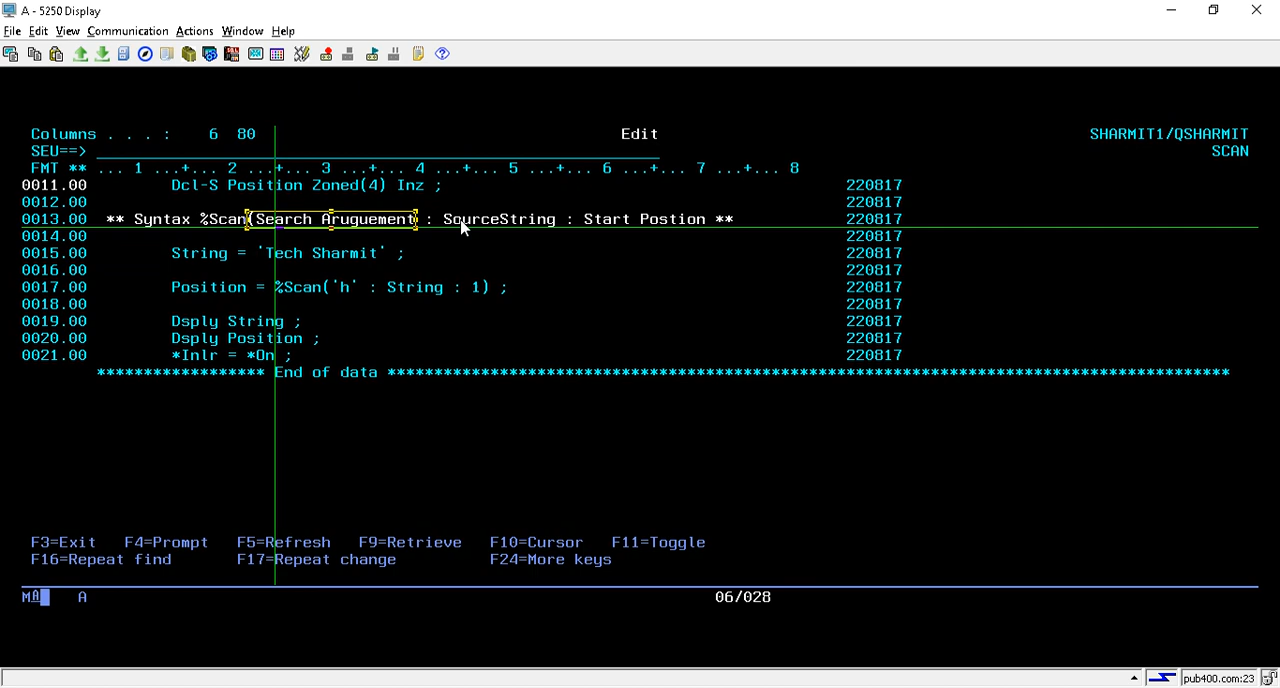 A - 5250 Display
File Edit View Communication Actions Window Help
Columns . . . : 6 80 Edit SHARMIT1/QSHARMIT
SEU==> SCAN
FMT ** ... 1 ...+... 2 ...+... 3 ...+... 4 ...+... 5 ...+... 6 ...+... 7 ...+... 8
0011.00 Dcl-S Position Zoned(4) Inz ; 220817
0012.00 220817
0013.00 ** Syntax %Scan(Search Aruguement : SourceString : Start Postion ** 220817
0014.00 220817
0015.00 String = 'Tech Sharmit' ; 220817
0016.00 220817
0017.00 Position = %Scan('h' : String : 1) ; 220817
0018.00 220817
0019.00 Dsply String ; 220817
0020.00 Dsply Position ; 220817
0021.00 *Inlr = *On ; 220817
****************** End of data ******************************************************************************************
F3=Exit F4=Prompt F5=Refresh F9=Retrieve F10=Cursor F11=Toggle
F16=Repeat find F17=Repeat change F24=More keys
MA A 06/028
pub400.com:23